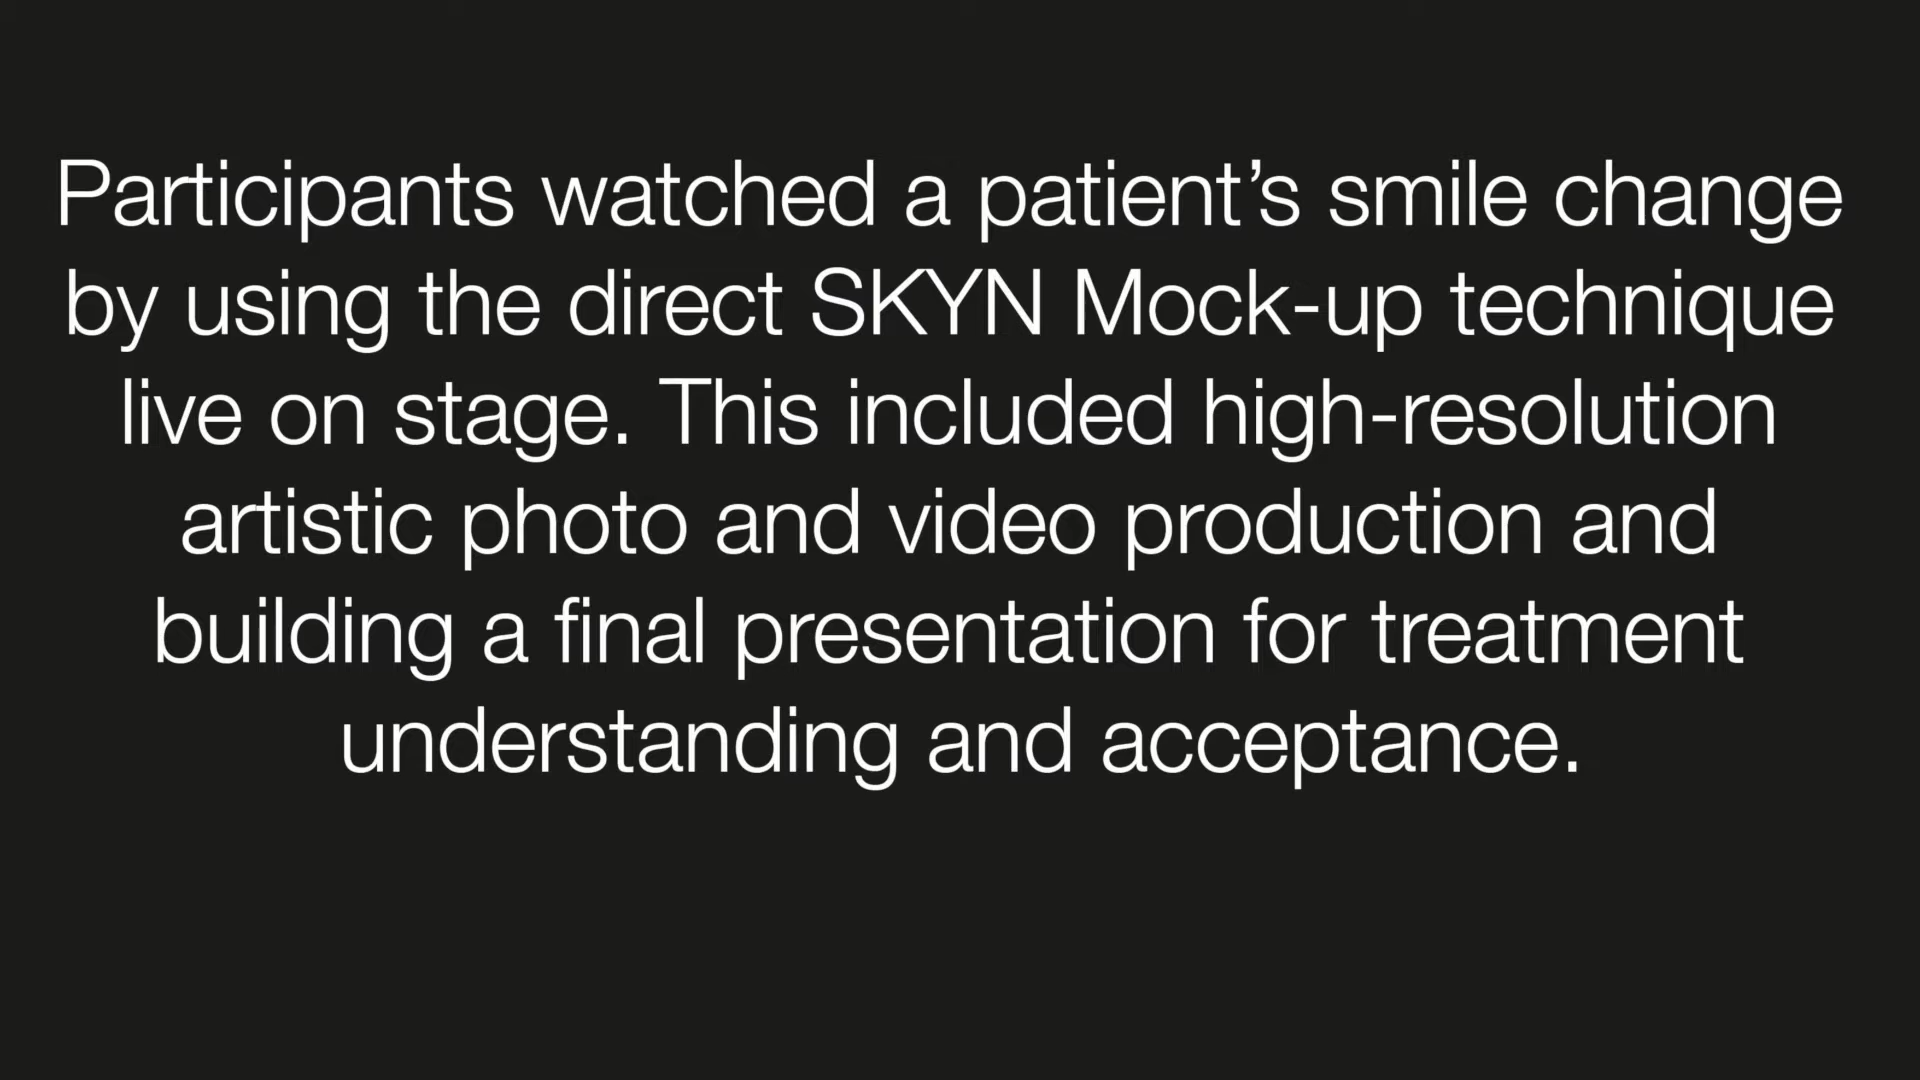 Participants watched a patient’s smile change
by using the direct SKYN Mock-up technique
live on stage. This included high-resolution
artistic photo and video production and
building a final presentation for treatment
understanding and acceptance.